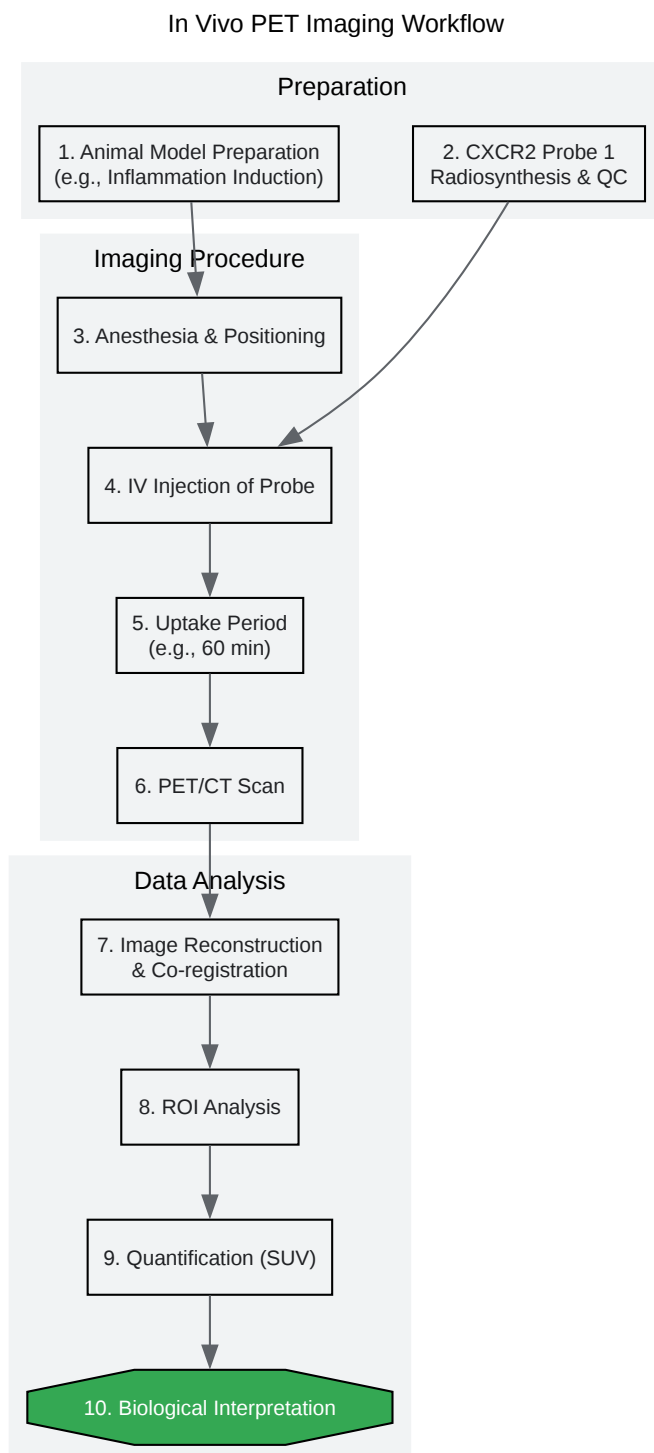 In Vivo PET Imaging Workflow
Preparation
1. Animal Model Preparation
(e.g., Inflammation Induction)
2. CXCR2 Probe 1
Radiosynthesis & QC
Imaging Procedure
3. Anesthesia & Positioning
4. IV Injection of Probe
5. Uptake Period
(e.g., 60 min)
6. PET/CT Scan
Data Analysis
7. Image Reconstruction
& Co-registration
8. ROI Analysis
9. Quantification (SUV)
10. Biological Interpretation